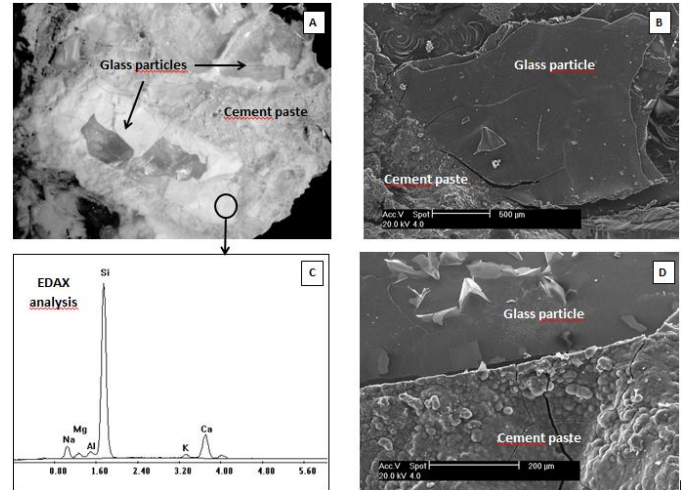 A
Glass particles
Cement paste
B
Glass particle
Cement paste
Acc.V Spot 500 µm
20.0 kV 4.0
C
EDAX
analysis
Si
Na
Mg
Al
K
Ca
0.80 1.60 2.40 3.20 4.00 4.80 5.60
D
Glass particle
Cement paste
Acc.V Spot 200 µm
20.0 kV 4.0